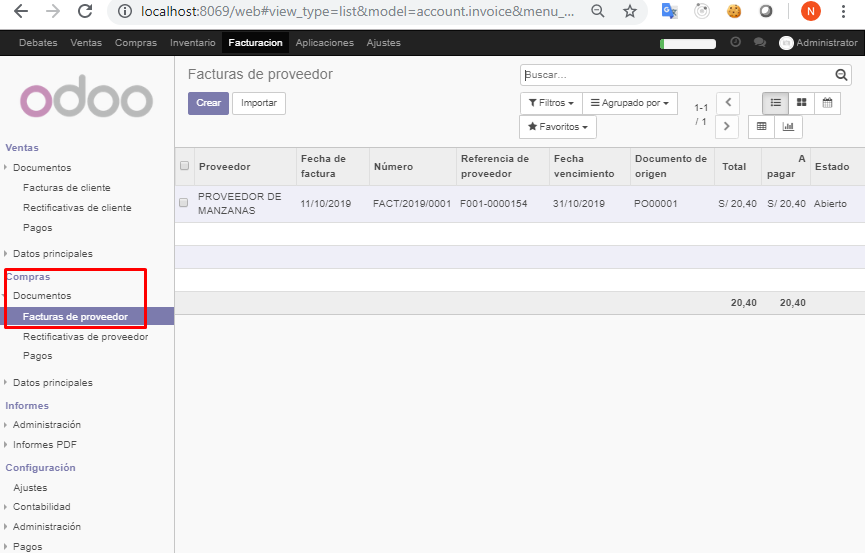 localhost:8069/web#view_type=list&model=account.invoice&menu_...
N
Debates Ventas Compras Inventario Facturacion Aplicaciones Ajustes Administrator
odoo
Ventas
Documentos
Facturas de cliente
Rectificativas de cliente
Pagos
Datos principales
Compras
Documentos
Facturas de proveedor
Rectificativas de proveedor
Pagos
Datos principales
Informes
Administración
Informes PDF
Configuración
Ajustes
Contabilidad
Administración
Pagos
Facturas de proveedor
Buscar...
Crear Importar
Filtros Agrupado por
Favoritos
1-1
/ 1
Proveedor Fecha de factura Número Referencia de proveedor Fecha vencimiento Documento de origen Total A pagar Estado
PROVEEDOR DE MANZANAS 11/10/2019 FACT/2019/0001 F001-0000154 31/10/2019 PO00001 S/ 20,40 S/ 20,40 Abierto
20,40 20,40